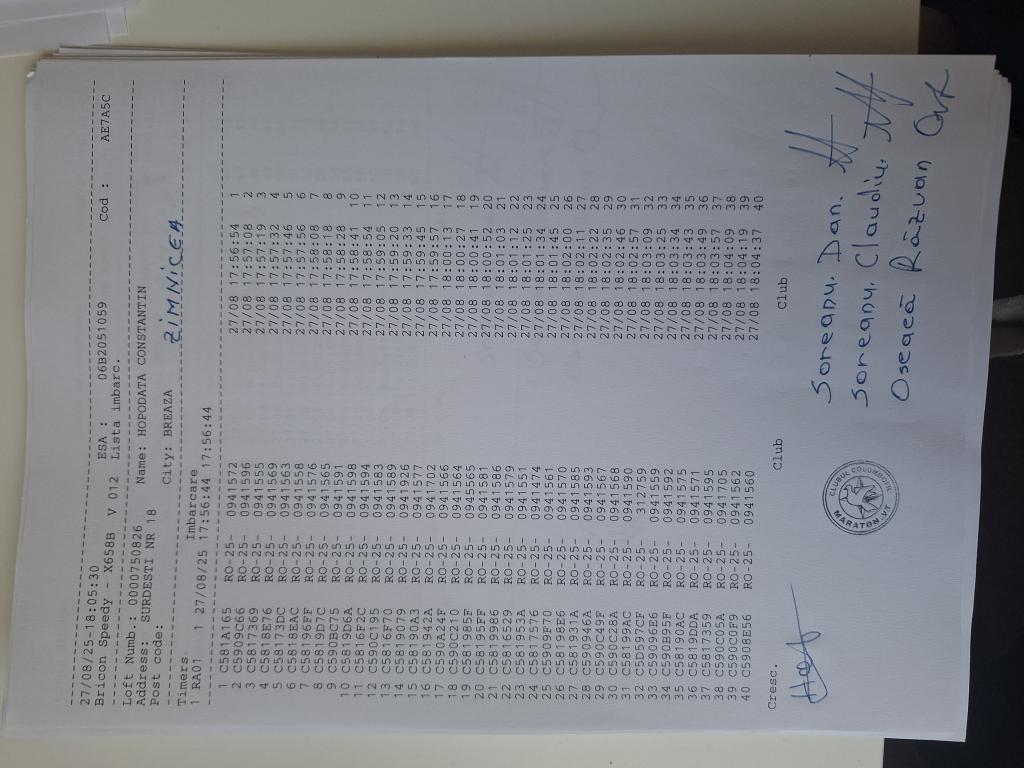 27/08/25-18:05:30
Bricon Speedy - X658B V 012 ESA : 06B2051059 Cod : AE7A5C
Lista imbarc.
Loft Numb.: 0000750826 Name: HOPODATA CONSTANTIN
Address: SURDESTI NR 18
Post code: City: BREAZA ZIMNICEA
Timers Imbarcare
1 RA01 1 27/08/25 17:56:44 17:56:44
1 C581A165 RO-25- 0941572 27/08 17:56:54 1
2 C5909C66 RO-25- 0941596 27/08 17:57:08 2
3 C5817369 RO-25- 0941555 27/08 17:57:19 3
4 C5818E76 RO-25- 0941569 27/08 17:57:32 4
5 C58173DC RO-25- 0941563 27/08 17:57:46 5
6 C5818EAC RO-25- 0941558 27/08 17:57:56 6
7 C58196FF RO-25- 0941576 27/08 17:58:08 7
8 C5819D7C RO-25- 0941565 27/08 17:58:18 8
9 C590BC75 RO-25- 0941591 27/08 17:58:28 9
10 C5819D6A RO-25- 0941598 27/08 17:58:41 10
11 C5816F2C RO-25- 0941594 27/08 17:58:54 11
12 C590C195 RO-25- 0941583 27/08 17:59:05 12
13 C5816F70 RO-25- 0941589 27/08 17:59:20 13
14 C5819079 RO-25- 0941926 27/08 17:59:33 14
15 C58190A3 RO-25- 0941577 27/08 17:59:45 15
16 C581942A RO-25- 0941702 27/08 17:59:56 16
17 C590A24F RO-25- 0941566 27/08 18:00:13 17
18 C590C210 RO-25- 0941564 27/08 18:00:27 18
19 C581985F RO-25- 0945565 27/08 18:00:41 19
20 C58195FF RO-25- 0941581 27/08 18:00:52 20
21 C5819986 RO-25- 0941586 27/08 18:01:03 21
22 C5816529 RO-25- 0941579 27/08 18:01:12 22
23 C581953A RO-25- 0941551 27/08 18:01:25 23
24 C5817576 RO-25- 0941474 27/08 18:01:34 24
25 C5819F70 RO-25- 0941561 27/08 18:01:45 25
26 C58198E6 RO-25- 0941570 27/08 18:02:00 26
27 C581931A RO-25- 0941585 27/08 18:02:11 27
28 C590946A RO-25- 0941567 27/08 18:02:22 28
29 C590C49F RO-25- 0941593 27/08 18:02:35 29
30 C590C28A RO-25- 0941568 27/08 18:02:46 30
31 C58199AC RO-25- 0941590 27/08 18:02:57 31
32 C5D597CF RO-25- 312759 27/08 18:03:09 32
33 C59096E6 RO-25- 0941559 27/08 18:03:25 33
34 C590B92F RO-25- 0941592 27/08 18:03:34 34
35 C58190AC RO-25- 0941575 27/08 18:03:43 35
36 C5819DDA RO-25- 0941571 27/08 18:03:49 36
37 C5817359 RO-25- 0941595 27/08 18:03:57 37
38 C590C05A RO-25- 0941705 27/08 18:04:09 38
39 C590C0F9 RO-25- 0941562 27/08 18:04:19 39
40 C5908E56 RO-25- 0941560 27/08 18:04:37 40
Cresc. Club Club
Soreanu. Dan.
Soreanu. Claudiu
Oseacă Răzvan
CLUBUL COLUMBOFIL
MARATON